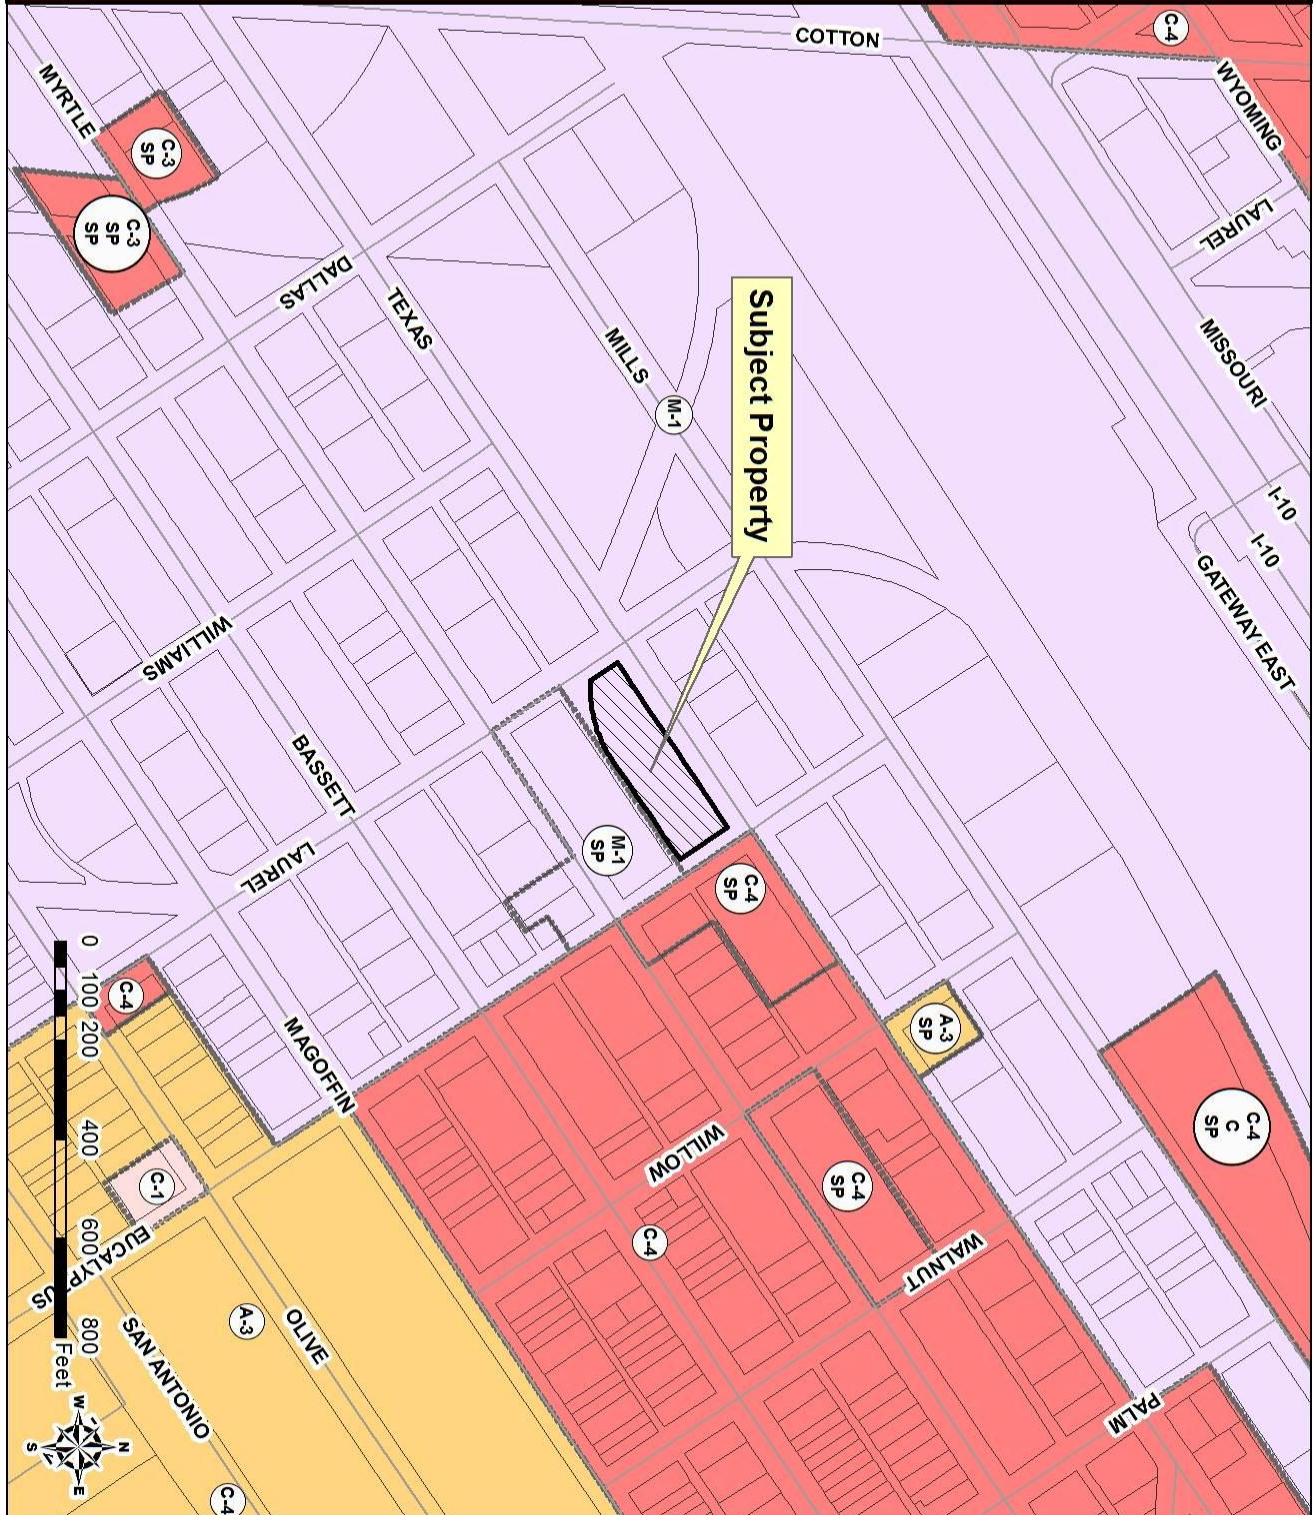 COTTON
C-4
WYOMING
MYRTLE
C-3
SP
C-3
SP
SP
LAUREL
DALLAS
TEXAS
MILLS
MISSOURI
Subject Property
M-1
I-10
I-10
GATEWAY EAST
WILLIAMS
BASSETT
LAUREL
M-1
SP
C-4
SP
A-3
SP
C-4
C
SP
C-4
MAGOFFIN
WILLOW
C-4
SP
C-1
C-4
WALNUT
EUCALYPTUS
A-3
OLIVE
SAN ANTONIO
PALM
C-4
0
100
200
400
600
800
Feet
W
N
S
E